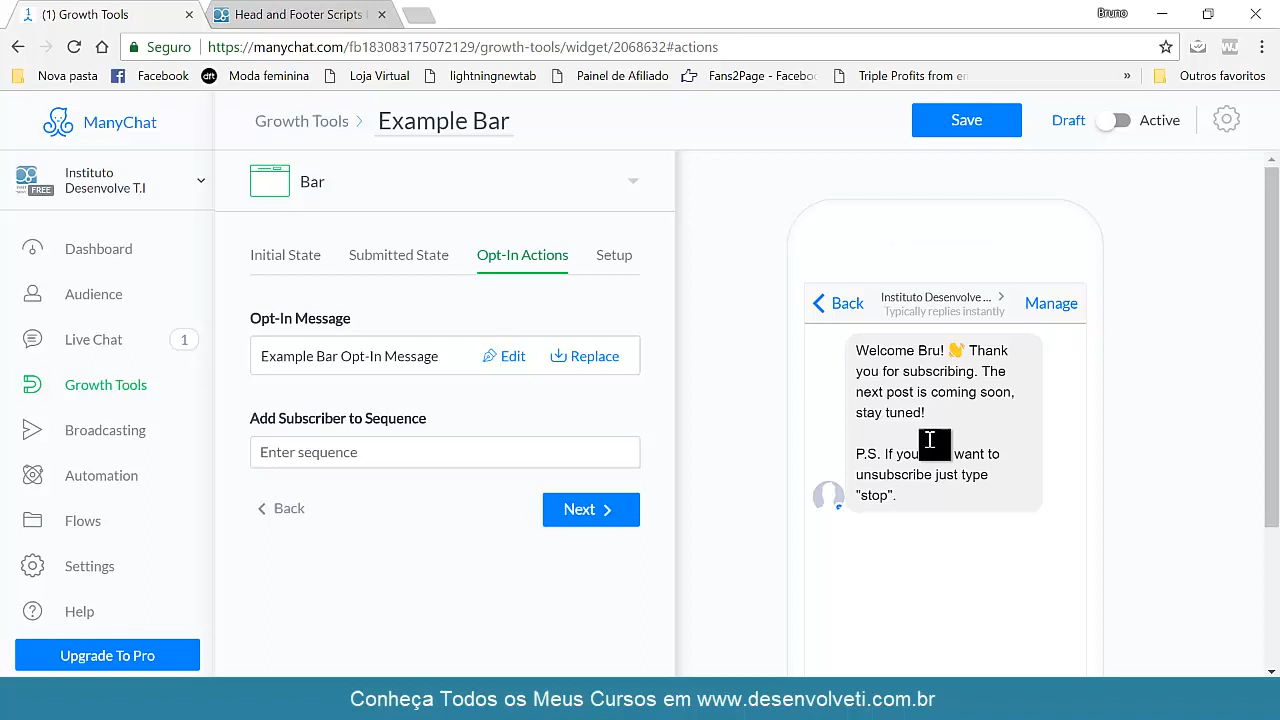 (1) Growth Tools
Head and Footer Scripts I
Bruno
Seguro
https://manychat.com/fb183083175072129/growth-tools/widget/2068632#actions
Nova pasta
Facebook
Moda feminina
Loja Virtual
lightningnewtab
Painel de Afiliado
Fans2Page - Facebo
Triple Profits from
»
Outros favoritos
ManyChat
Growth Tools >
Example Bar
Save
Draft
Active
Instituto
Desenvolve T.I
FREE
Bar
Dashboard
Audience
Live Chat
1
Growth Tools
Broadcasting
Automation
Flows
Settings
Help
Upgrade To Pro
Initial State
Submitted State
Opt-In Actions
Setup
Opt-In Message
Example Bar Opt-In Message
Edit
Replace
Add Subscriber to Sequence
Enter sequence
Back
Next
Back
Instituto Desenvolve ...
Typically replies instantly
Manage
Welcome Bru! 👋 Thank
you for subscribing. The
next post is coming soon,
stay tuned!
P.S. If you want to
unsubscribe just type
"stop".
Conheça Todos os Meus Cursos em www.desenvolveti.com.br